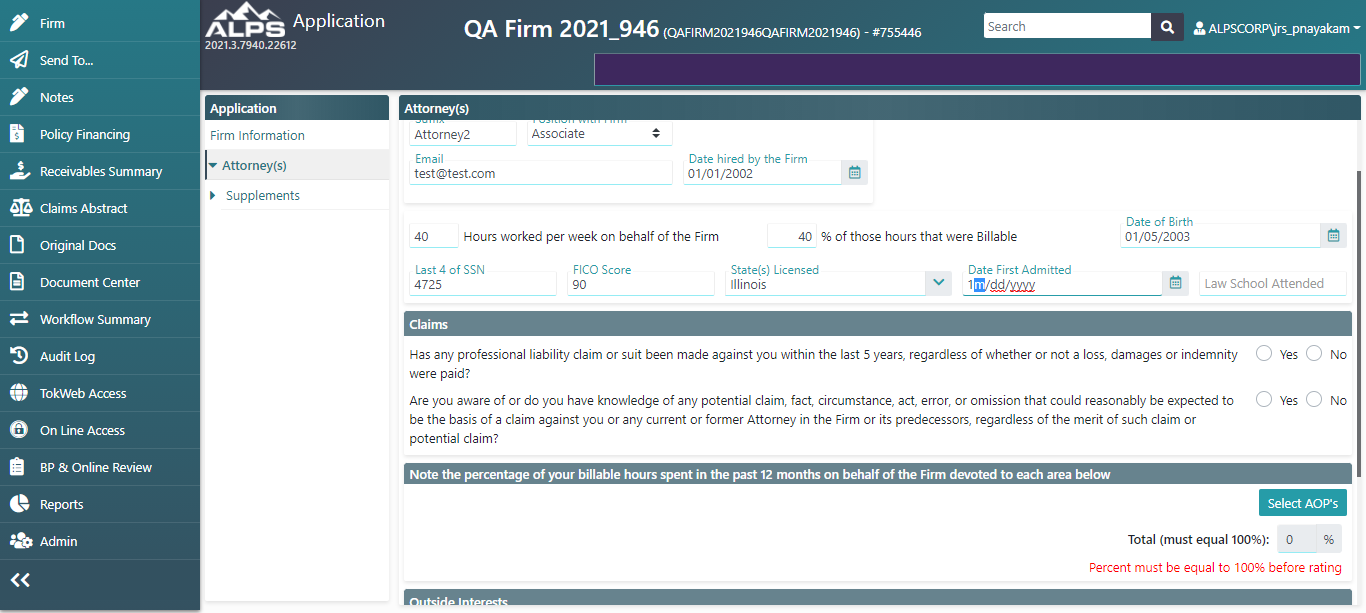 Firm
Send To...
Notes
Policy Financing
Receivables Summary
Claims Abstract
Original Docs
Document Center
Workflow Summary
Audit Log
TokWeb Access
On Line Access
BP & Online Review
Reports
Admin
ALPS
Application
2021.3.7940.22612
QA Firm 2021_946 (QAFIRM2021946QAFIRM2021946) - #755446
Search
ALPSCORP\jrs_pnayakam
Application
Firm Information
Attorney(s)
Supplements
Attorney(s)
Suffix Position with Firm
Attorney2 Associate
Email Date hired by the Firm
test@test.com 01/01/2002
40 Hours worked per week on behalf of the Firm 40 % of those hours that were Billable
Date of Birth
01/05/2003
Last 4 of SSN FICO Score State(s) Licensed Date First Admitted
4725 90 Illinois 1m/dd/yyyy Law School Attended
Claims
Has any professional liability claim or suit been made against you within the last 5 years, regardless of whether or not a loss, damages or indemnity Yes No
were paid?
Are you aware of or do you have knowledge of any potential claim, fact, circumstance, act, error, or omission that could reasonably be expected to Yes No
be the basis of a claim against you or any current or former Attorney in the Firm or its predecessors, regardless of the merit of such claim or
potential claim?
Note the percentage of your billable hours spent in the past 12 months on behalf of the Firm devoted to each area below
Select AOP's
Total (must equal 100%): 0 %
Percent must be equal to 100% before rating
Outside Interests